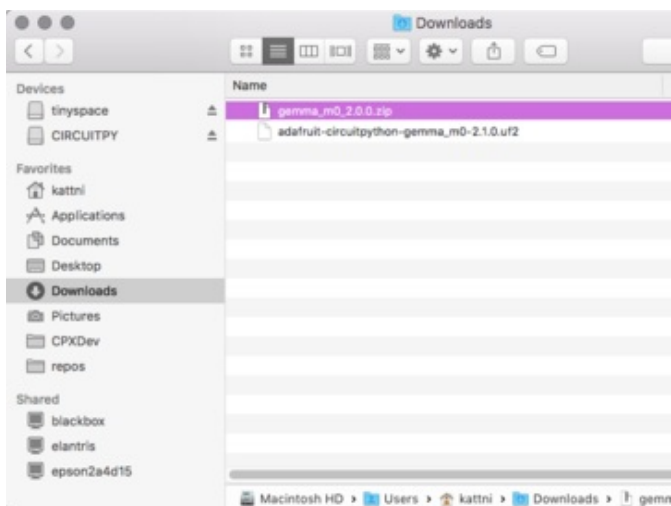 Downloads
Name
Devices
tinyspace
CIRCUITPY
Favorites
kattni
Applications
Documents
Desktop
Downloads
Pictures
CPXDev
repos
Shared
blackbox
elantris
epson2a4d15
gemma_m0_2.0.0.zip
adafruit-circuitpython-gemma_m0-2.1.0.uf2
Macintosh HD › Users › kattni › Downloads › gemm